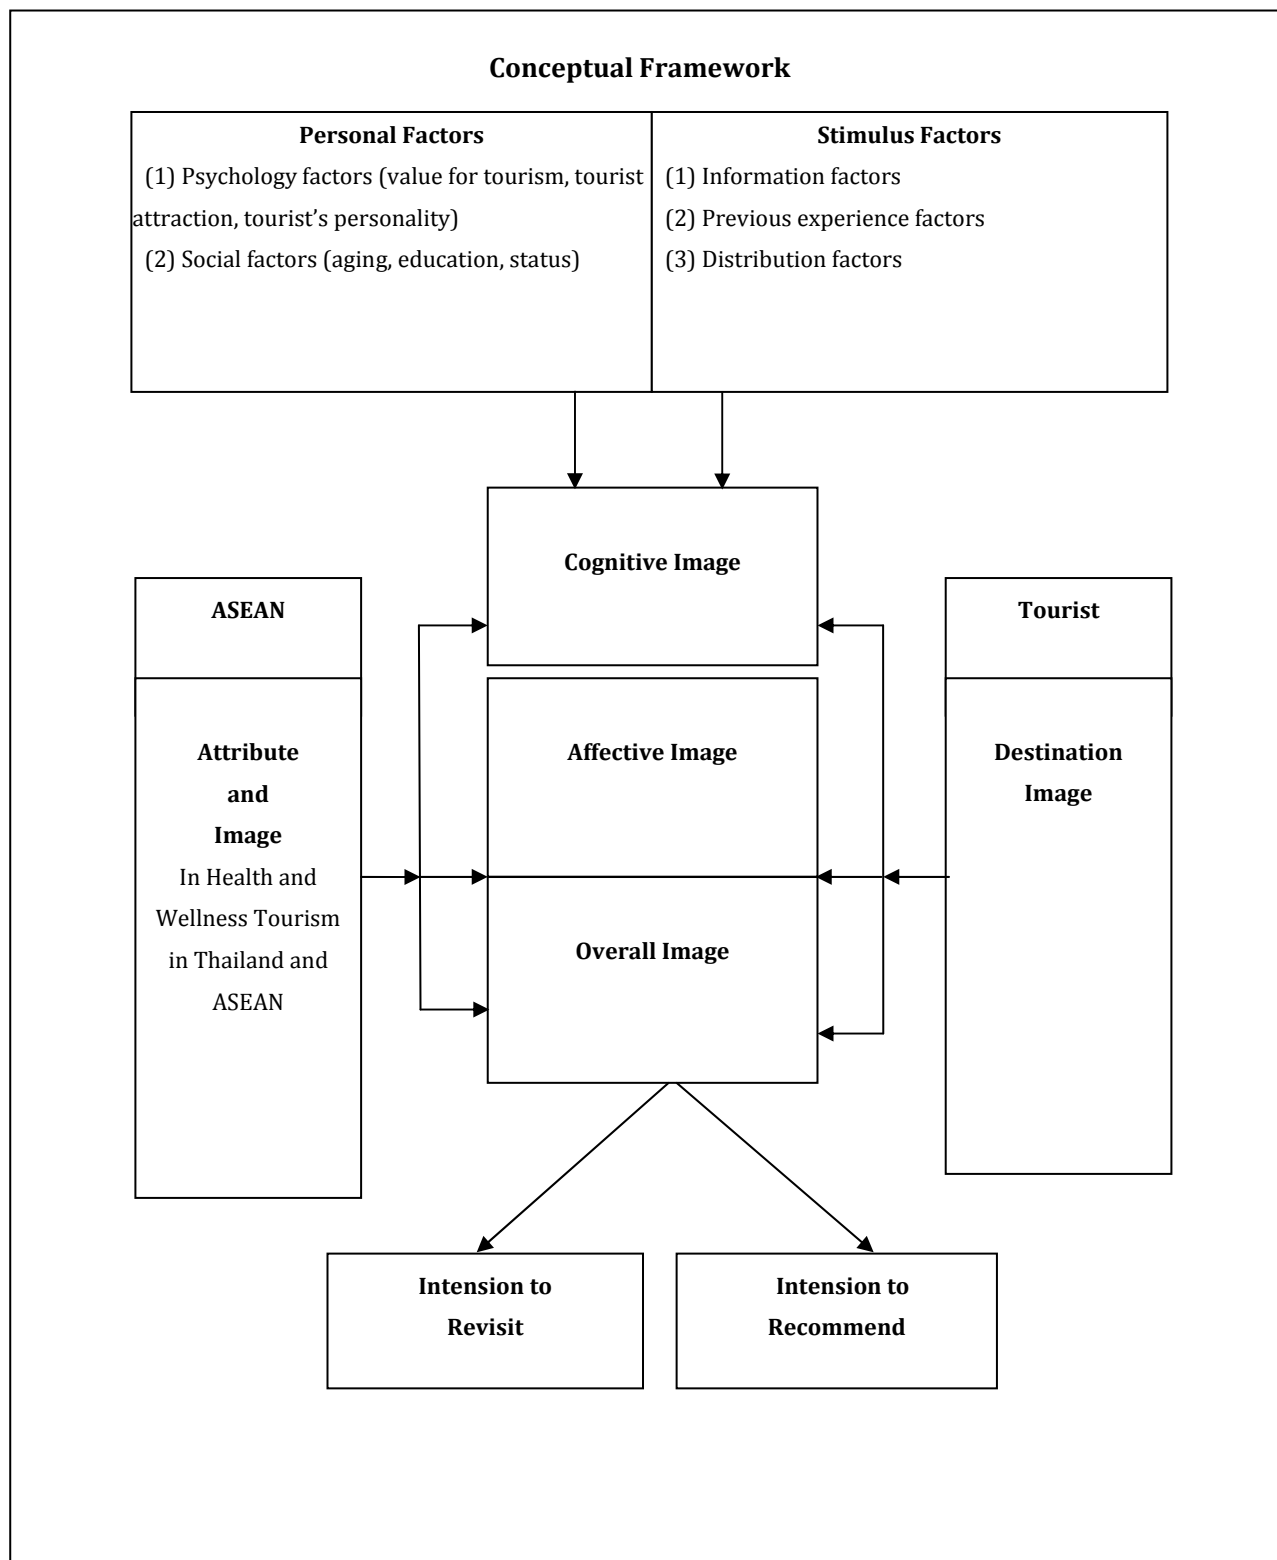 Conceptual Framework
Personal Factors
(1) Psychology factors (value for tourism, tourist
attraction, tourist’s personality)
(2) Social factors (aging, education, status)
Stimulus Factors
(1) Information factors
(2) Previous experience factors
(3) Distribution factors
Cognitive Image
ASEAN
Tourist
Attribute
and
Image
In Health and
Wellness Tourism
in Thailand and
ASEAN
Affective Image
Destination
Image
Overall Image
Intension to
Revisit
Intension to
Recommend